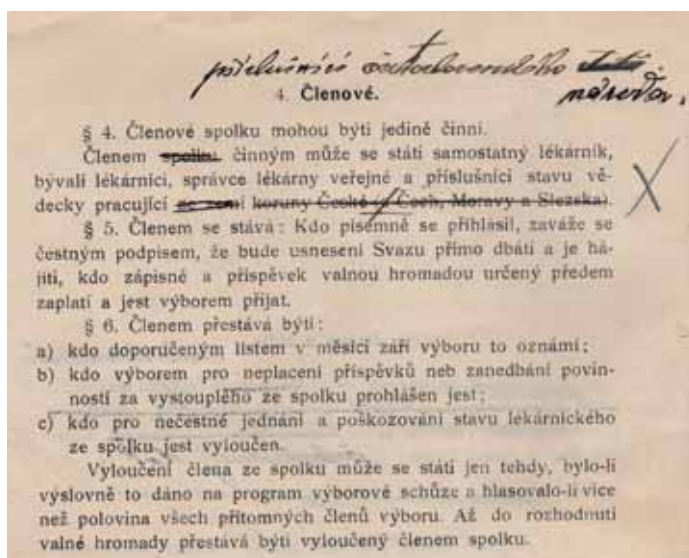 příslušníci československého státu.
národa.
4. Členové.
§ 4. Členové spolku mohou býti jedině činní.
Členem spolku činným může se státi samostatný lékárník,
bývalí lékárníci, správce lékárny veřejné a příslušníci stavu vě-
decky pracující ze zemí koruny České (z Čech, Moravy a Slezska).
§ 5. Členem se stává: Kdo písemně se přihlásil, zaváže se
čestným podpisem, že bude usnesení Svazu přímo dbáti a je há-
jiti, kdo zápisné a příspěvek valnou hromadou určený předem
zaplatí a jest výborem přijat.
§ 6. Členem přestává býti:
a) kdo doporučeným listem v měsíci září výboru to oznámí;
b) kdo výborem pro neplacení příspěvků neb zanedbání povin-
ností za vystouplého ze spolku prohlášen jest;
c) kdo pro nečestné jednání a poškozování stavu lékárnického
ze spolku jest vyloučen.
Vyloučení člena ze spolku může se státi jen tehdy, bylo-li
výslovně to dáno na program výborové schůze a hlasovalo-li více
než polovina všech přítomných členů výboru. Až do rozhodnutí
valné hromady přestává býti vyloučený členem spolku.